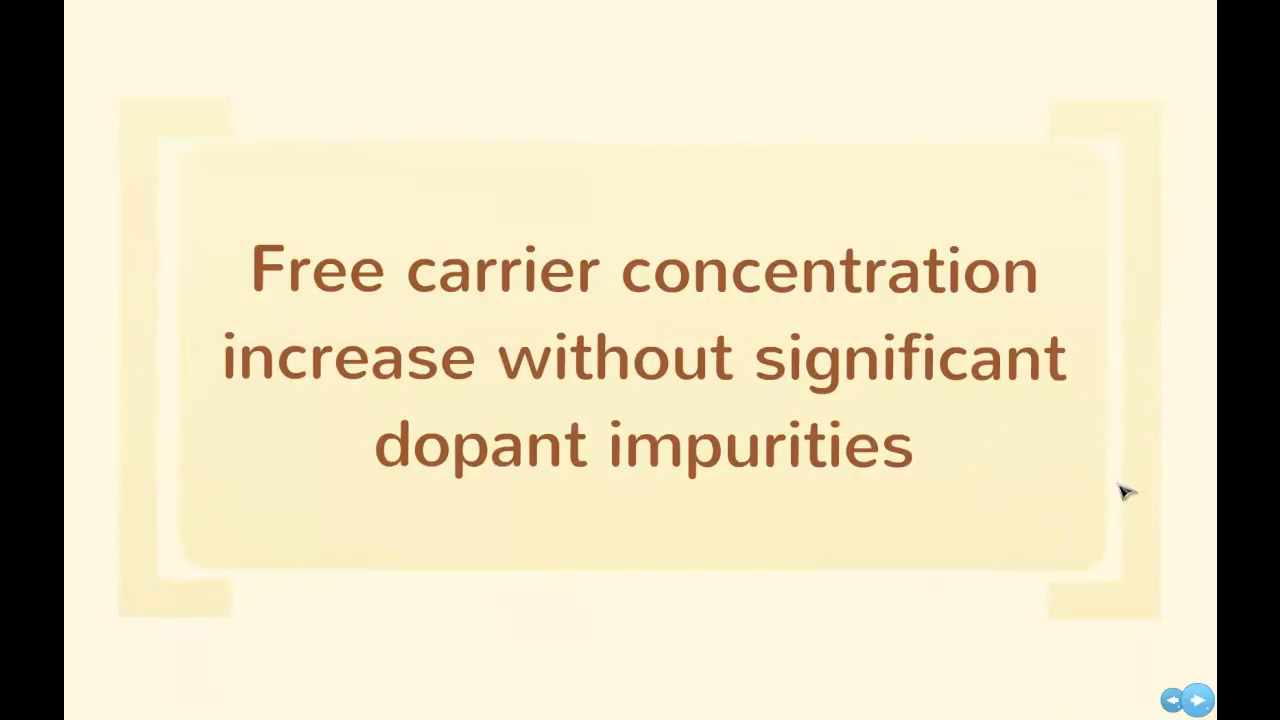 Free carrier concentration
increase without significant
dopant impurities